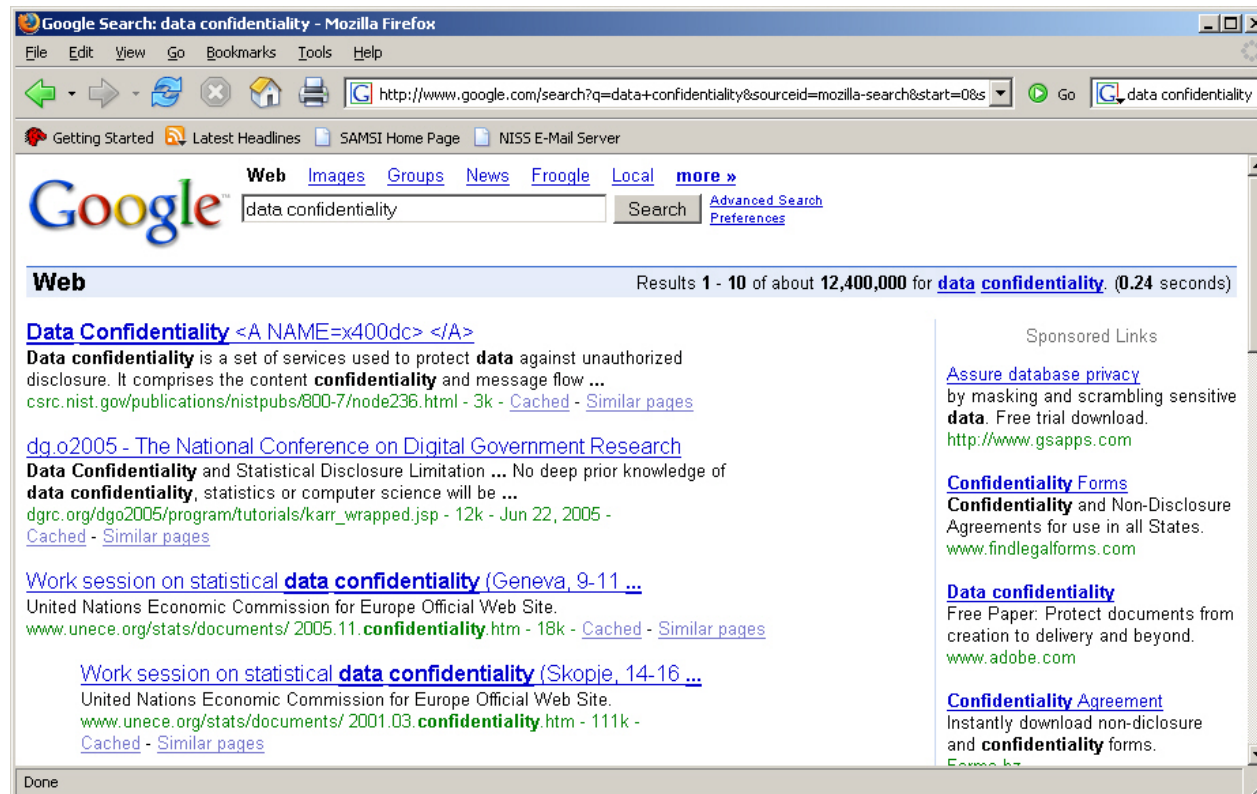 Google Search: data confidentiality - Mozilla Firefox
File Edit View Go Bookmarks Tools Help
http://www.google.com/search?q=data+confidentiality&sourceid=mozilla-search&start=0&s Go data confidentiality
Getting Started Latest Headlines SAMSI Home Page NISS E-Mail Server
Web Images Groups News Froogle Local more »
Google™ data confidentiality Search Advanced Search
Preferences
Web Results 1 - 10 of about 12,400,000 for data confidentiality. (0.24 seconds)
Data Confidentiality <A NAME=x400dc> </A>
Data confidentiality is a set of services used to protect data against unauthorized
disclosure. It comprises the content confidentiality and message flow ...
csrc.nist.gov/publications/nistpubs/800-7/node236.html - 3k - Cached - Similar pages
dg.o2005 - The National Conference on Digital Government Research
Data Confidentiality and Statistical Disclosure Limitation ... No deep prior knowledge of
data confidentiality, statistics or computer science will be ...
dgrc.org/dgo2005/program/tutorials/karr_wrapped.jsp - 12k - Jun 22, 2005 -
Cached - Similar pages
Work session on statistical data confidentiality (Geneva, 9-11 ...
United Nations Economic Commission for Europe Official Web Site.
www.unece.org/stats/documents/ 2005.11.confidentiality.htm - 18k - Cached - Similar pages
Work session on statistical data confidentiality (Skopje, 14-16 ...
United Nations Economic Commission for Europe Official Web Site.
www.unece.org/stats/documents/ 2001.03.confidentiality.htm - 111k -
Cached - Similar pages
Sponsored Links
Assure database privacy
by masking and scrambling sensitive
data. Free trial download.
http://www.gsapps.com
Confidentiality Forms
Confidentiality and Non-Disclosure
Agreements for use in all States.
www.findlegalforms.com
Data confidentiality
Free Paper: Protect documents from
creation to delivery and beyond.
www.adobe.com
Confidentiality Agreement
Instantly download non-diclosure
and confidentiality forms.
Done